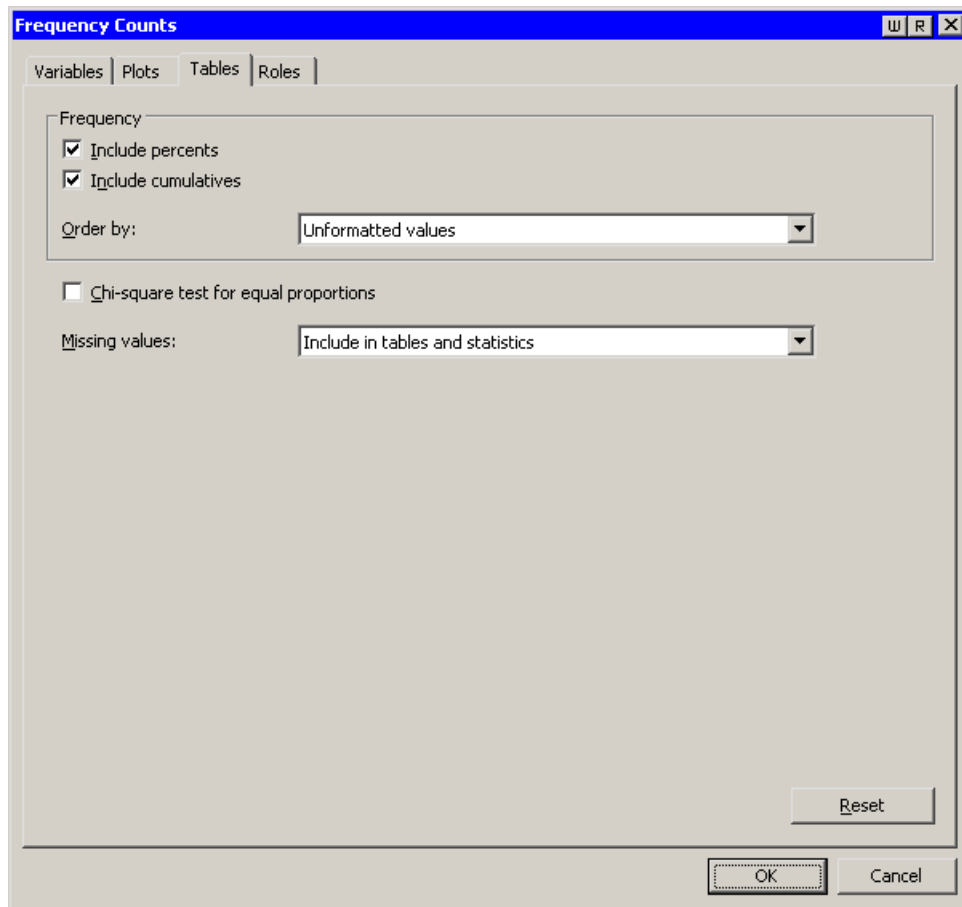 Frequency Counts W R X
Variables Plots Tables Roles
Frequency
Include percents
Include cumulatives
Order by: Unformatted values
Chi-square test for equal proportions
Missing values: Include in tables and statistics
Reset
OK Cancel